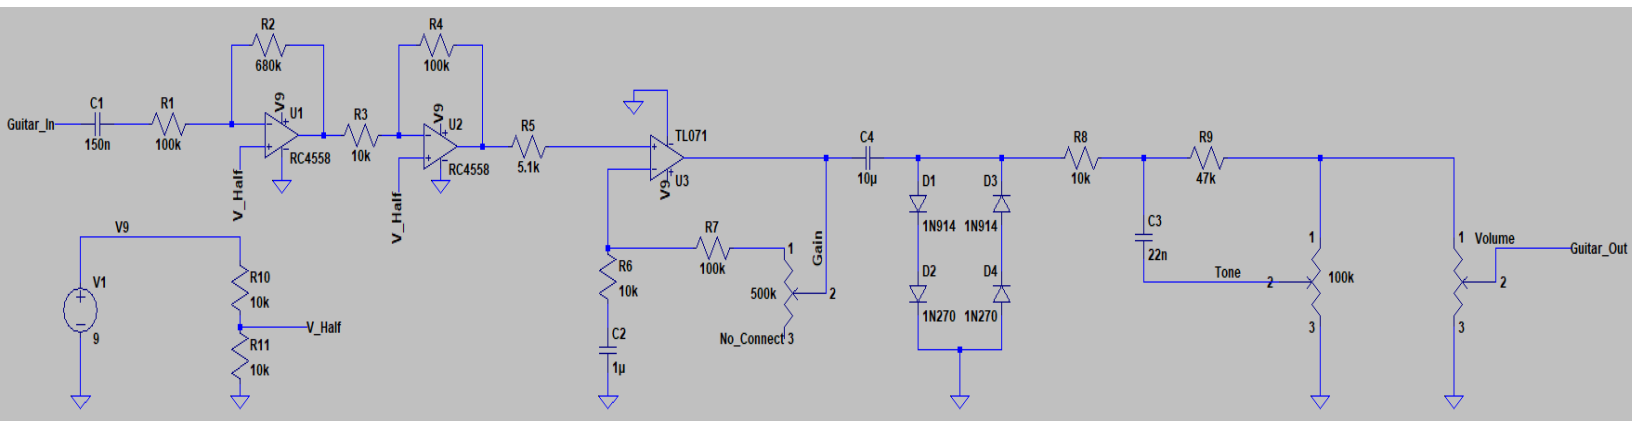 Guitar_In
C1
150n
R1
100k
R2
680k
V9
U1
RC4558
V_Half
R3
10k
R4
100k
V9
U2
RC4558
V_Half
R5
5.1k
TL071
U3
V9
R6
10k
C2
1µ
R7
100k
1
500k
2
No_Connect 3
Gain
C4
10µ
D1
1N914
D2
1N270
D3
1N914
D4
1N270
R8
10k
C3
22n
R9
47k
Tone
1
2
100k
3
1
Volume
2
3
Guitar_Out
V9
V1
9
R10
10k
V_Half
R11
10k